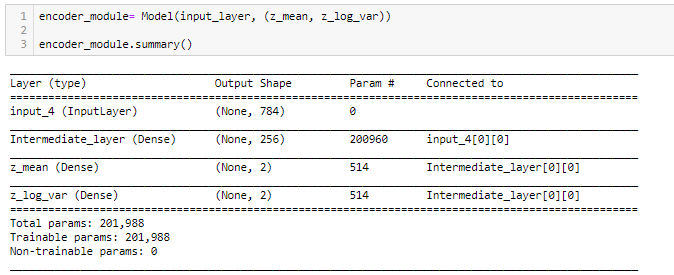 1 encoder_module= Model(input_layer, (z_mean, z_log_var))
2
3 encoder_module.summary()
Layer (type) Output Shape Param # Connected to
input_4 (InputLayer) (None, 784) 0
Intermediate_layer (Dense) (None, 256) 200960 input_4[0][0]
z_mean (Dense) (None, 2) 514 Intermediate_layer[0][0]
z_log_var (Dense) (None, 2) 514 Intermediate_layer[0][0]
Total params: 201,988
Trainable params: 201,988
Non-trainable params: 0